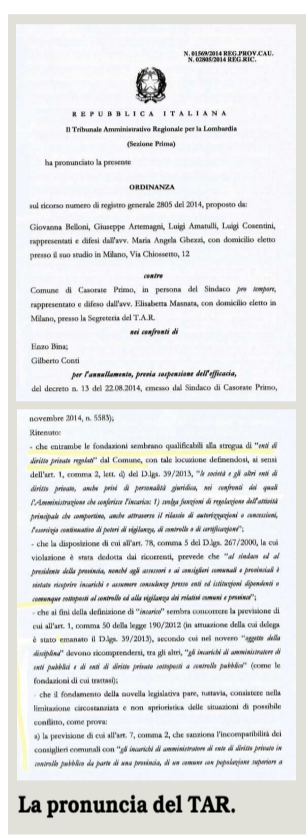 N. 01569/2014 REG.PROV.CAU.
N. 02805/2014 REG.RIC.
REPUBBLICA ITALIANA
Il Tribunale Amministrativo Regionale per la Lombardia
(Sezione Prima)
ha pronunciato la presente
ORDINANZA
sul ricorso numero di registro generale 2805 del 2014, proposto da:
Giovanna Belloni, Giuseppe Artemagni, Luigi Amatulli, Luigi Cosentini,
rappresentati e difesi dall'avv. Maria Angela Ghezzi, con domicilio eletto
presso il suo studio in Milano, Via Chiossetto, 12
contro
Comune di Casorate Primo, in persona del Sindaco pro tempore,
rappresentato e difeso dall'avv. Elisabetta Masnata, con domicilio eletto in
Milano, presso la Segreteria del T.A.R.
nei confronti di
Enzo Bina;
Gilberto Conti
per l'annullamento, previa sospensione dell'efficacia,
del decreto n. 13 del 22.08.2014, emesso dal Sindaco di Casorate Primo,
novembre 2014, n. 5583);
Ritenuto:
- che entrambe le fondazioni sembrano qualificabili alla stregua di "enti di
diritto privato regolati" dal Comune, con tale locuzione definendosi, ai sensi
dell'art. 1, comma 2, lett. d) del D.lgs. 39/2013, "le società e gli altri enti di
diritto privato, anche privi di personalità giuridica, nei confronti dei quali
l'Amministrazione che conferisce l'incarico: 1) svolga funzioni di regolazione dell'attività
principale che comportino, anche attraverso il rilascio di autorizzazioni o concessioni,
l'esercizio continuativo di poteri di vigilanza, di controllo o di certificazione";
- che la disposizione di cui all'art. 78, comma 5 del D.lgs. 267/2000, la cui
violazione è stata dedotta dai ricorrenti, prevede che "al sindaco ed al
presidente della provincia, nonché agli assessori e ai consiglieri comunali e provinciali è
vietato ricoprire incarichi e assumere consulenze presso enti ed istituzioni dipendenti o
comunque sottoposti al controllo ed alla vigilanza dei relativi comuni e province";
- che ai fini della definizione di "incarico" sembra concorrere la previsione di
cui all'art. 1, comma 50 della legge 190/2012 (in attuazione della cui delega
è stato emanato il D.lgs. 39/2013), secondo cui nel novero "oggetto della
disciplina" devono ricomprendersi, tra gli altri, "gli incarichi di amministratore di
enti pubblici e di enti di diritto privato sottoposti a controllo pubblico" (come le
fondazioni di cui trattasi);
- che il fondamento della novella legislativa pare, tuttavia, consistere nella
limitazione circostanziata e non aprioristica delle situazioni di possibile
conflitto, come prova:
a) la previsione di cui all'art. 7, comma 2, che sanziona l'incompatibilità dei
consiglieri comunali con "gli incarichi di amministratore di ente di diritto privato in
controllo pubblico da parte di una provincia, di un comune con popolazione superiore a
La pronuncia del TAR.